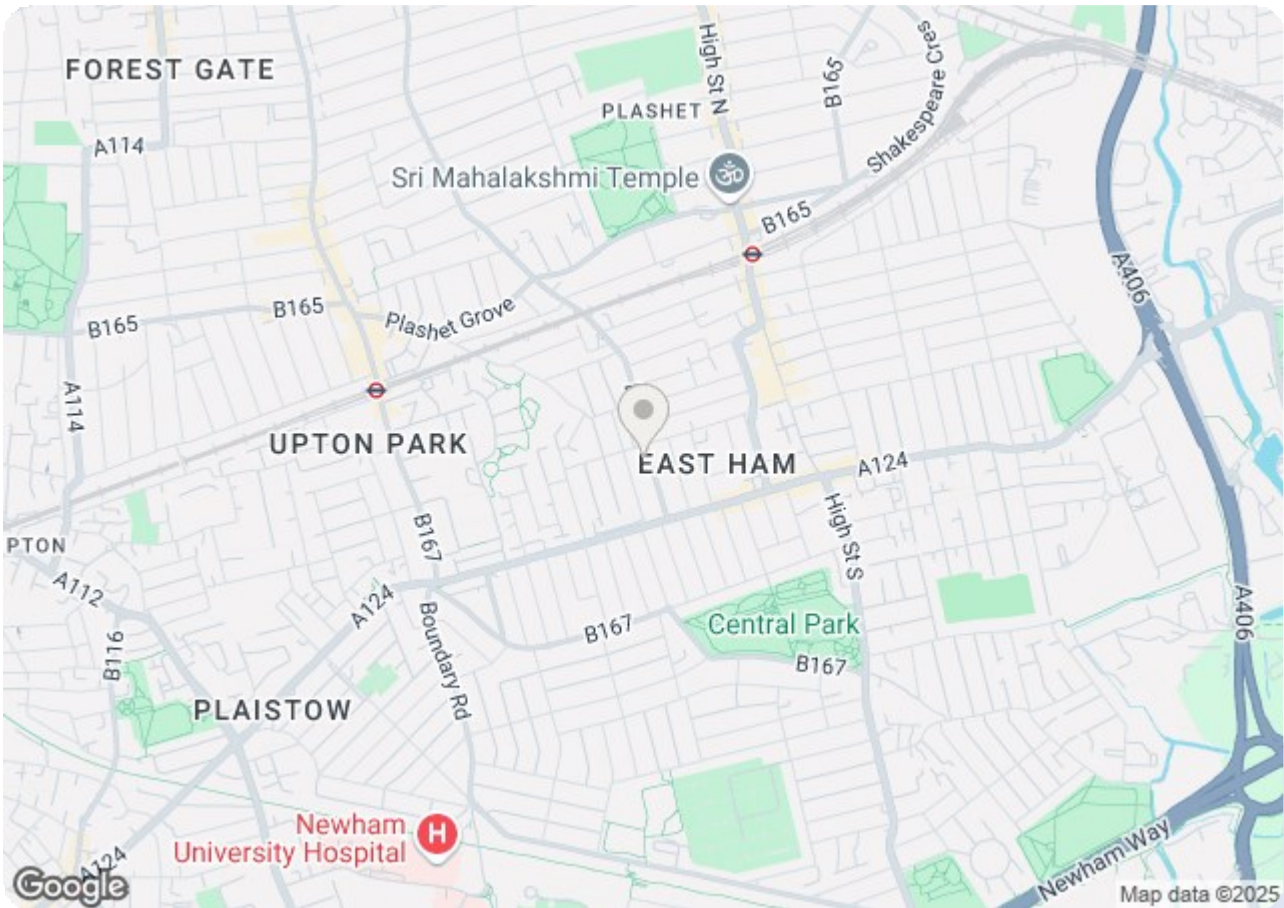 FOREST GATE
High St N
B165
Shakespeare Cres
PLASHET
A114
Sri Mahalakshmi Temple
ॐ
B165
A406
B165
B165
Plashet Grove
A114
UPTON PARK
EAST HAM
A124
B167
High St S
PTON
A112
A124
Boundary Rd
B167
Central Park
B167
A406
B116
PLAISTOW
Newham
University Hospital
H
A124
Newham Way
Google
Map data ©2025